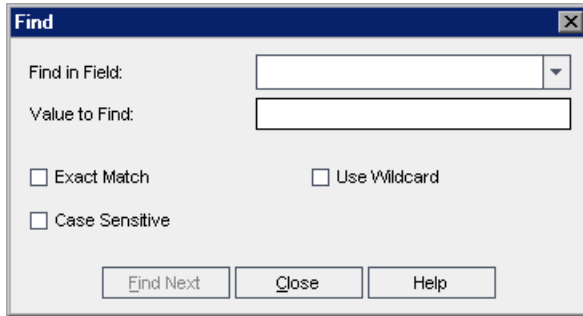 Find
Find in Field:
Value to Find:
Exact Match
Use Wildcard
Case Sensitive
Find Next
Close
Help